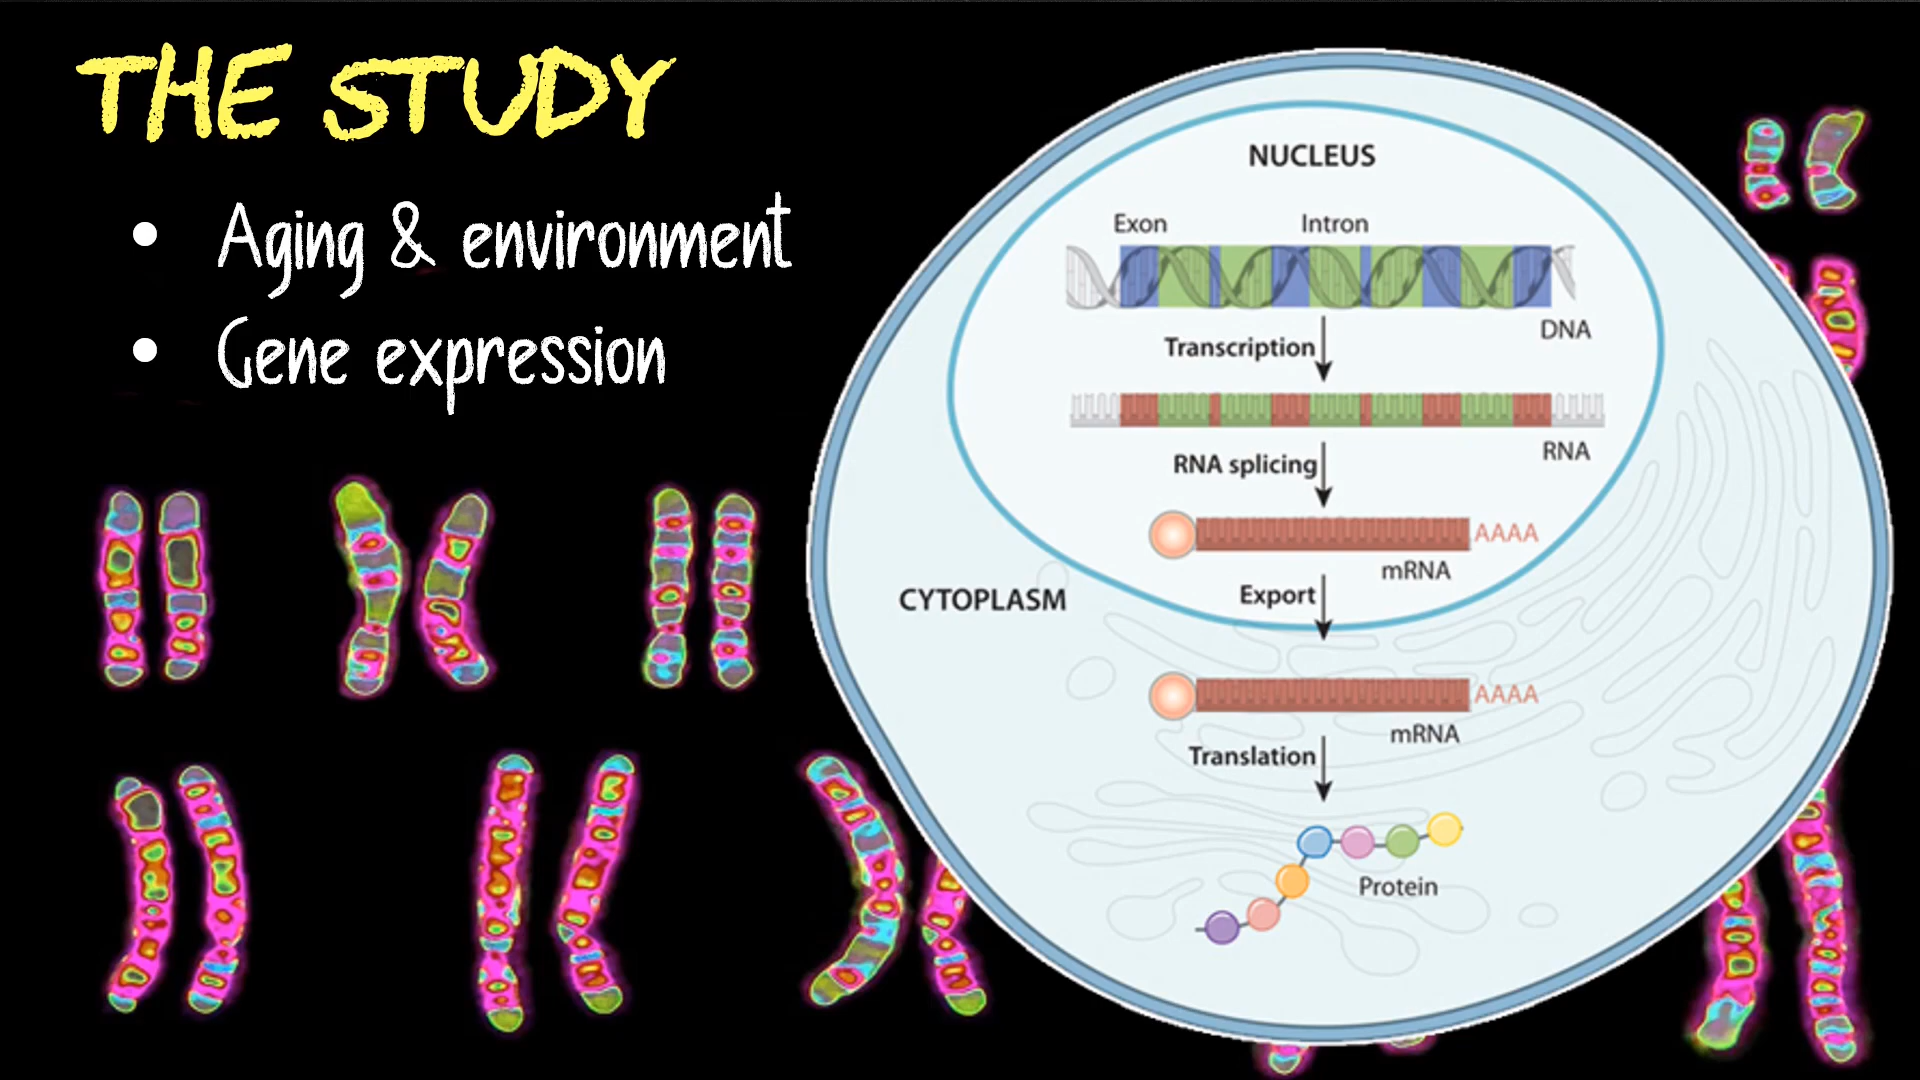 THE STUDY
• Aging & environment
• Gene expression
NUCLEUS
Exon
Intron
DNA
Transcription
RNA
RNA splicing
AAAA
mRNA
Export
CYTOPLASM
AAAA
mRNA
Translation
Protein